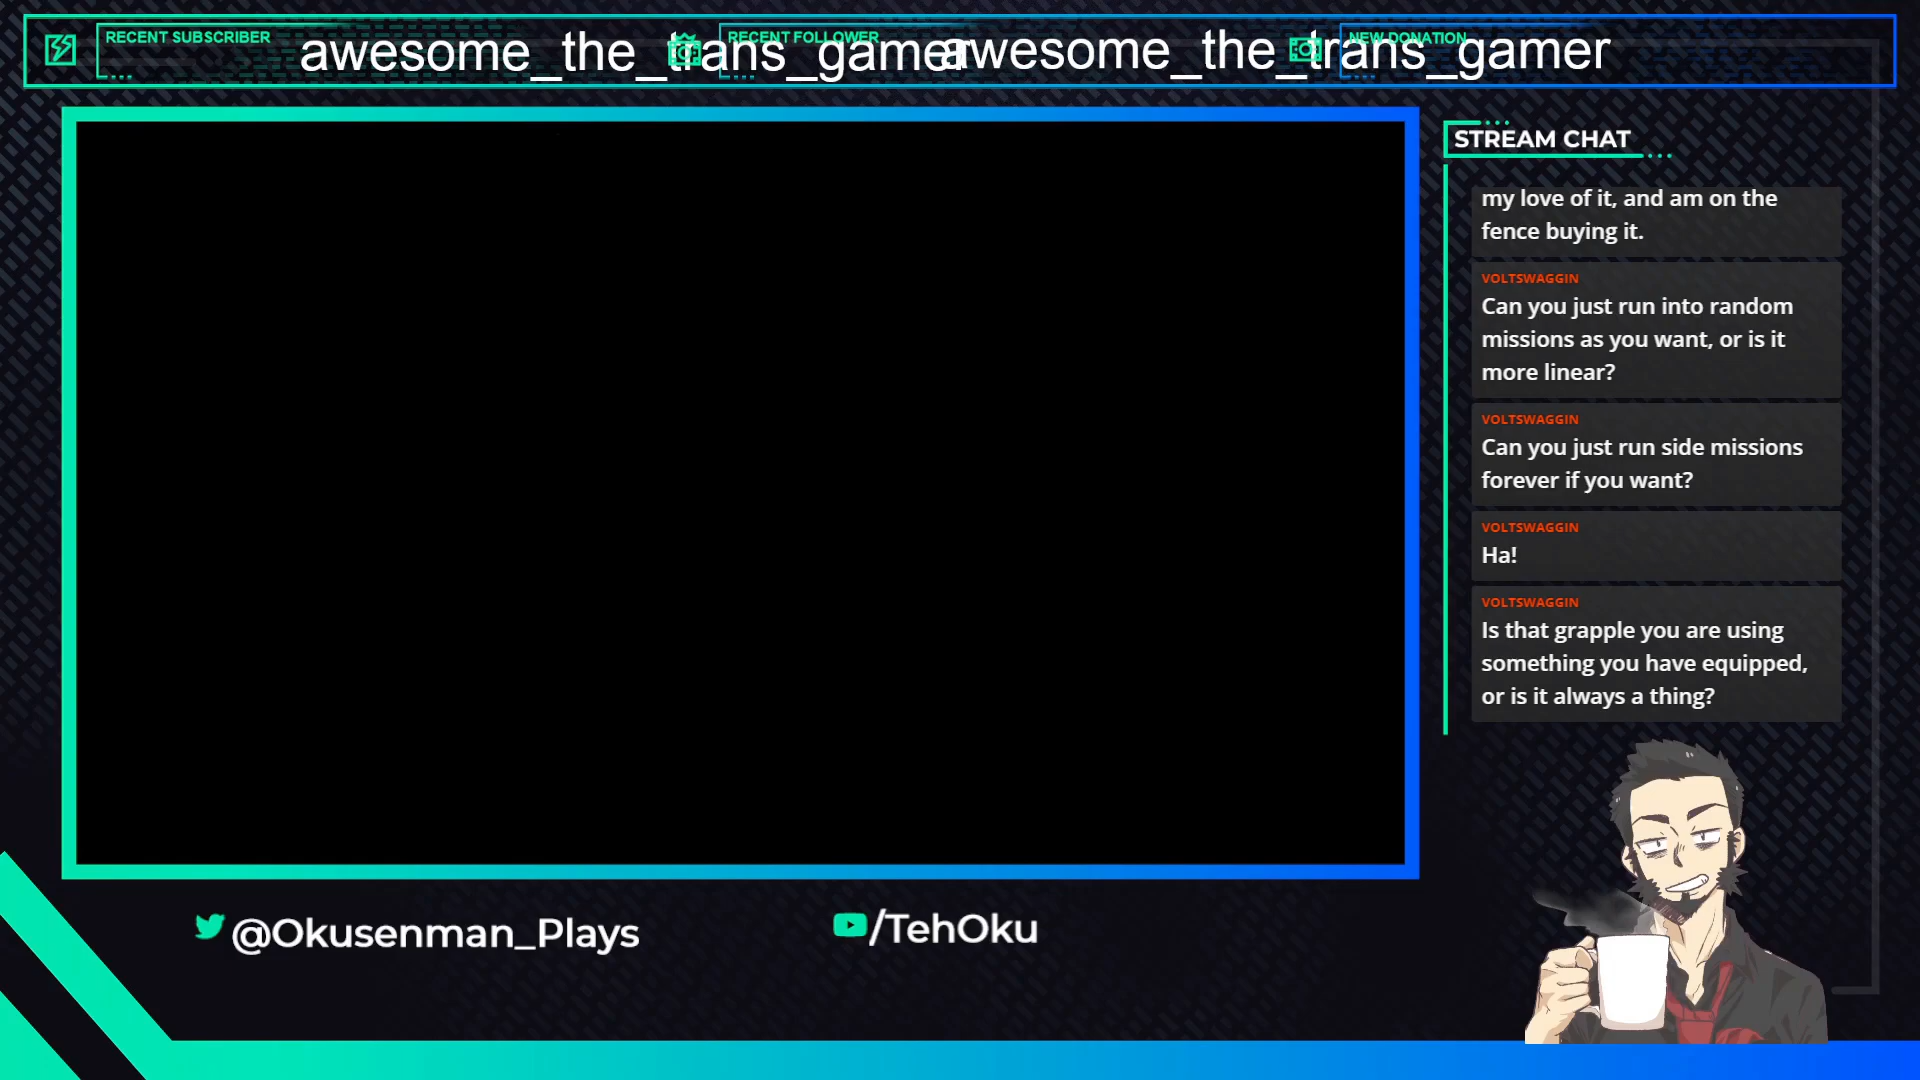 RECENT SUBSCRIBER
awesome_the_trans_gamer
RECENT FOLLOWER
awesome_the_trans_gamer
NEW DONATION
STREAM CHAT
my love of it, and am on the
fence buying it.
VOLTSWAGGIN
Can you just run into random
missions as you want, or is it
more linear?
VOLTSWAGGIN
Can you just run side missions
forever if you want?
VOLTSWAGGIN
Ha!
VOLTSWAGGIN
Is that grapple you are using
something you have equipped,
or is it always a thing?
@Okusenman_Plays
/TehOku